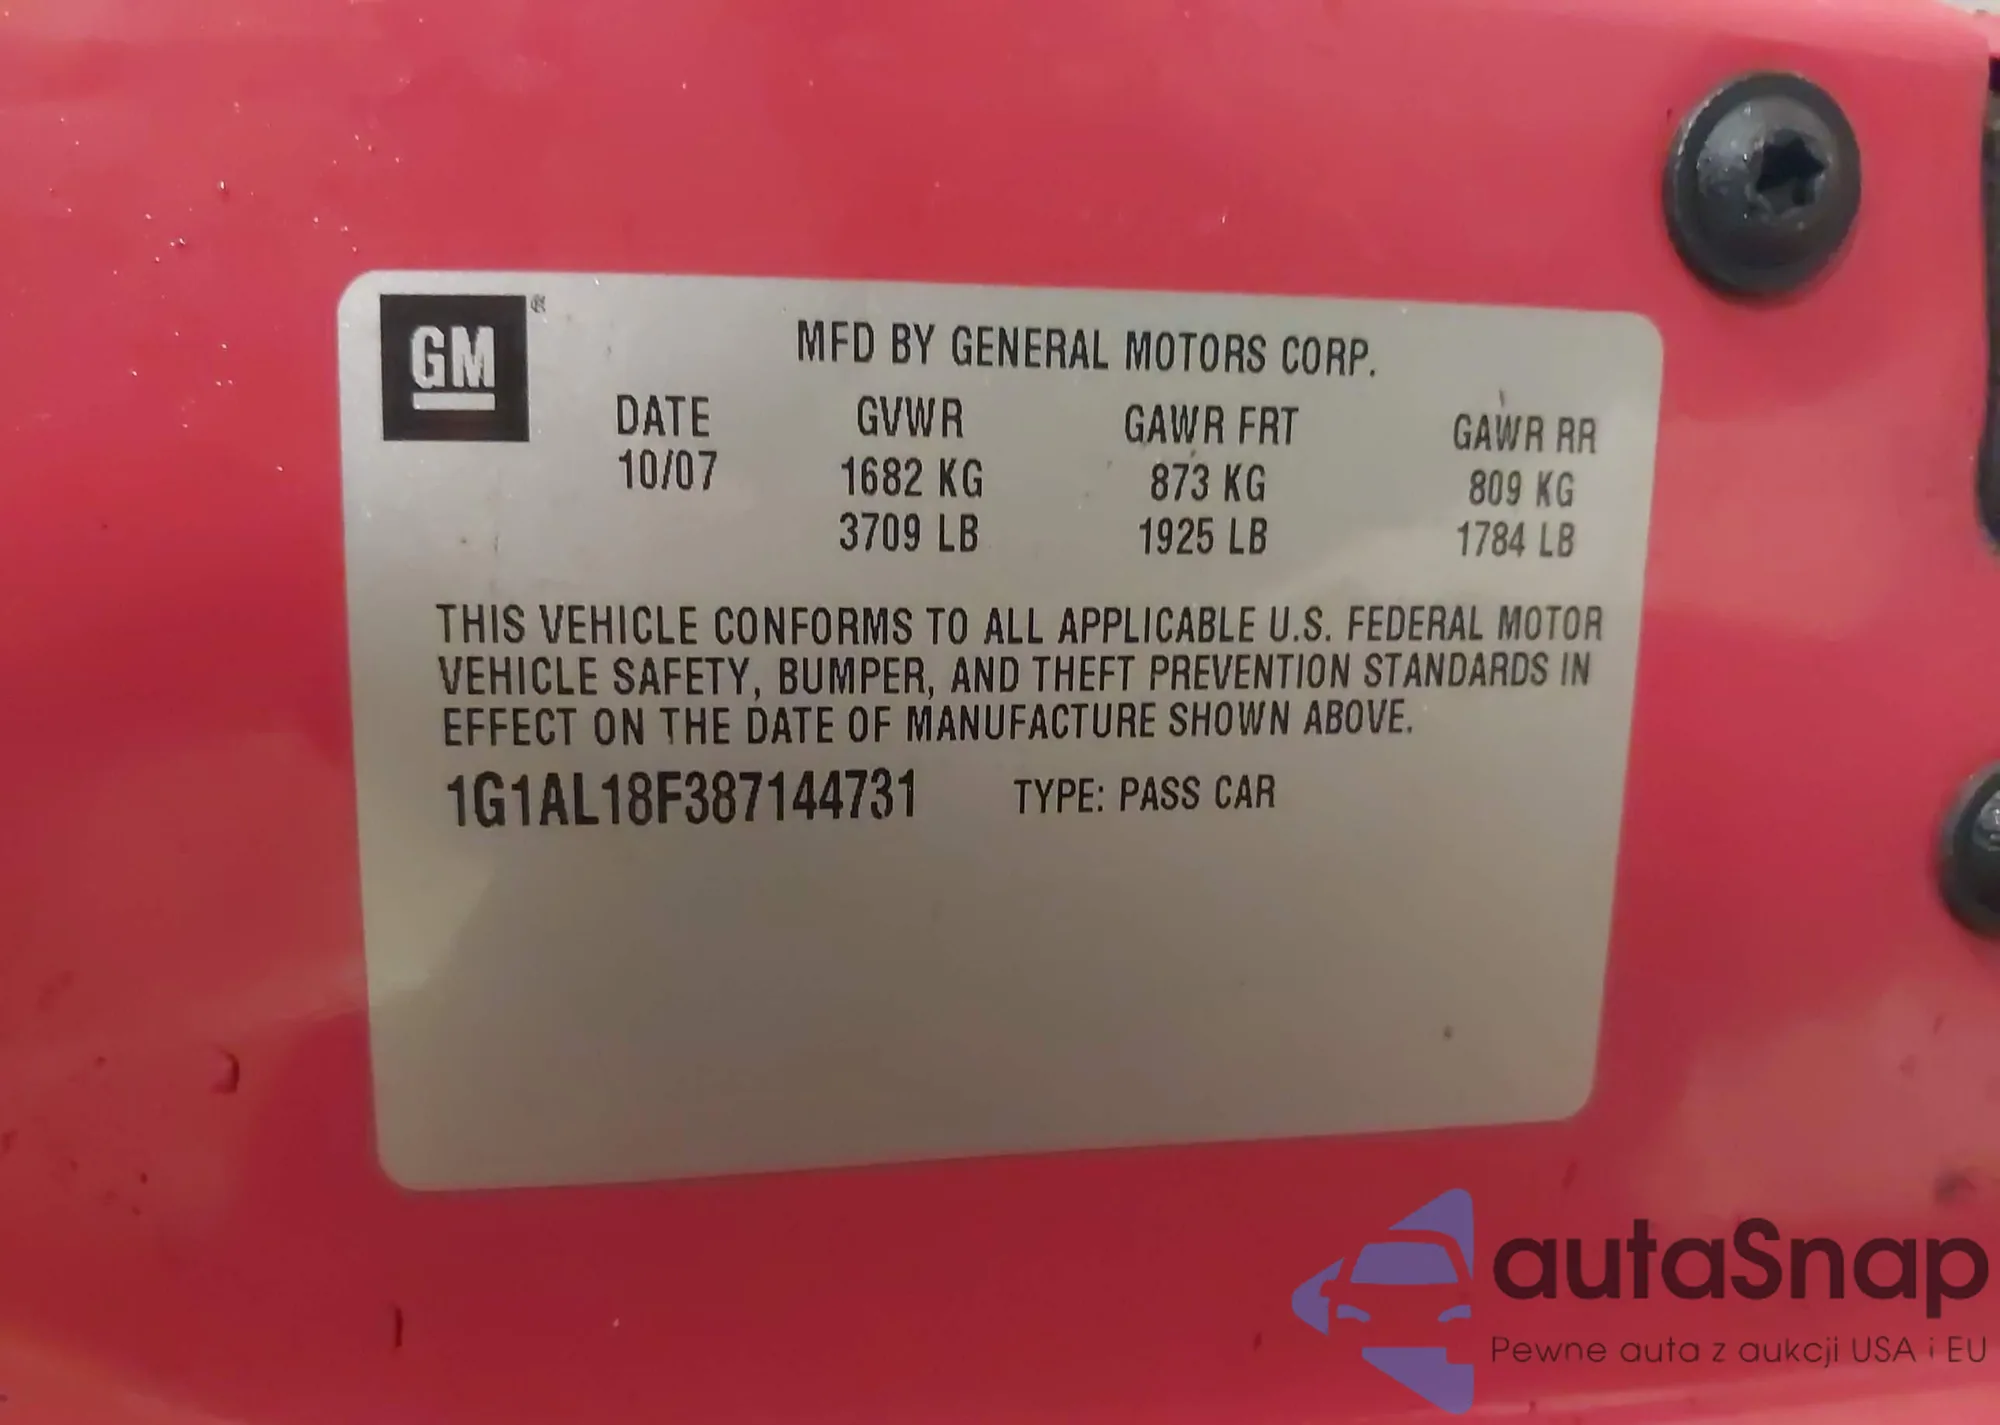 GM ®
MFD BY GENERAL MOTORS CORP.
DATE GVWR GAWR FRT GAWR RR
10/07 1682 KG 873 KG 809 KG
3709 LB 1925 LB 1784 LB
THIS VEHICLE CONFORMS TO ALL APPLICABLE U.S. FEDERAL MOTOR
VEHICLE SAFETY, BUMPER, AND THEFT PREVENTION STANDARDS IN
EFFECT ON THE DATE OF MANUFACTURE SHOWN ABOVE.
1G1AL18F387144731 TYPE: PASS CAR
autaSnap
Pewne auta z aukcji USA i EU